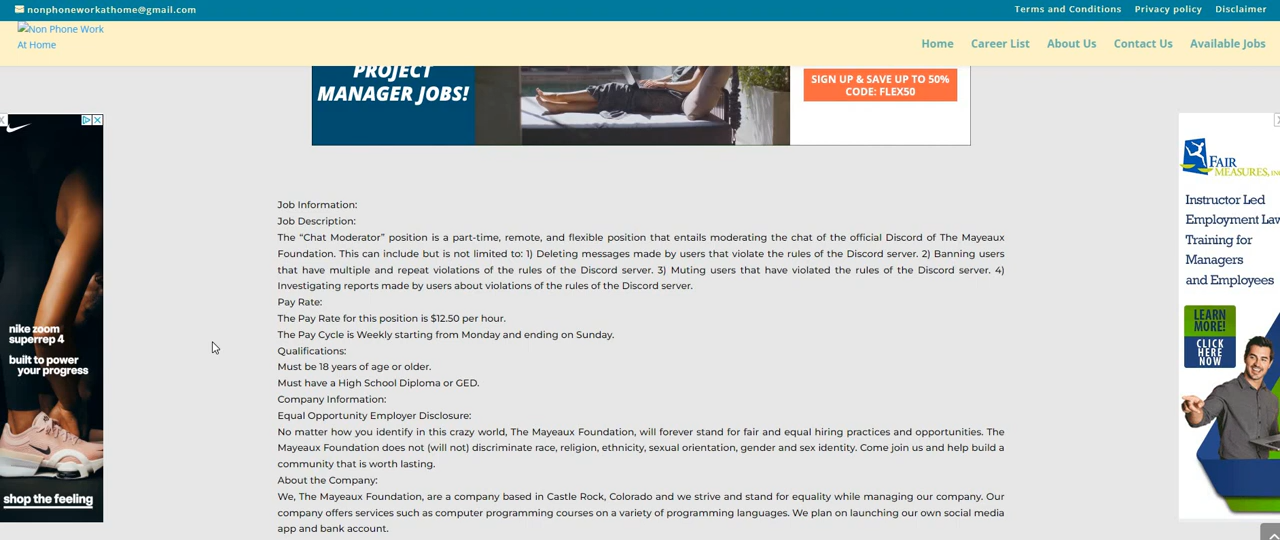 nonphoneworkathome@gmail.com
Terms and Conditions Privacy policy Disclaimer
Non Phone Work
At Home
Home Career List About Us Contact Us Available Jobs
PROJECT
MANAGER JOBS!
SIGN UP & SAVE UP TO 50%
CODE: FLEX50
nike zoom
superrep 4
built to power
your progress
shop the feeling
Job Information:
Job Description:
The “Chat Moderator” position is a part-time, remote, and flexible position that entails moderating the chat of the official Discord of The Mayeaux
Foundation. This can include but is not limited to: 1) Deleting messages made by users that violate the rules of the Discord server. 2) Banning users
that have multiple and repeat violations of the rules of the Discord server. 3) Muting users that have violated the rules of the Discord server. 4)
Investigating reports made by users about violations of the rules of the Discord server.
Pay Rate:
The Pay Rate for this position is $12.50 per hour.
The Pay Cycle is Weekly starting from Monday and ending on Sunday.
Qualifications:
Must be 18 years of age or older.
Must have a High School Diploma or GED.
Company Information:
Equal Opportunity Employer Disclosure:
No matter how you identify in this crazy world, The Mayeaux Foundation, will forever stand for fair and equal hiring practices and opportunities. The
Mayeaux Foundation does not (will not) discriminate race, religion, ethnicity, sexual orientation, gender and sex identity. Come join us and help build a
community that is worth lasting.
About the Company:
We, The Mayeaux Foundation, are a company based in Castle Rock, Colorado and we strive and stand for equality while managing our company. Our
company offers services such as computer programming courses on a variety of programming languages. We plan on launching our own social media
app and bank account.
FAIR
MEASURES, INC
Instructor Led
Employment Law
Training for
Managers
and Employees
LEARN
MORE!
CLICK
HERE
NOW